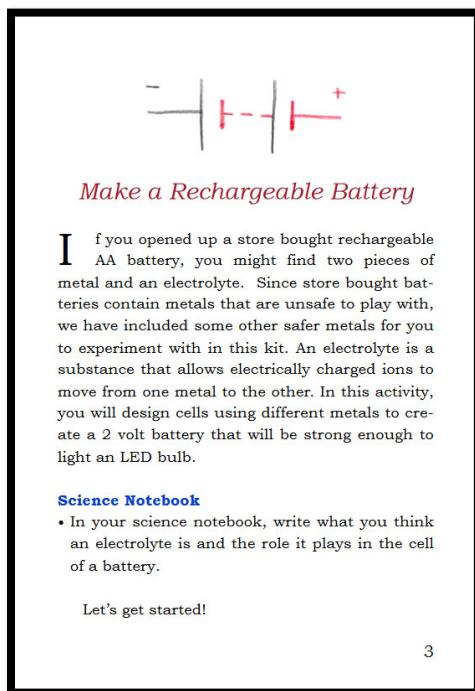 - +
Make a Rechargeable Battery
If you opened up a store bought rechargeable
AA battery, you might find two pieces of
metal and an electrolyte. Since store bought bat-
teries contain metals that are unsafe to play with,
we have included some other safer metals for you
to experiment with in this kit. An electrolyte is a
substance that allows electrically charged ions to
move from one metal to the other. In this activity,
you will design cells using different metals to cre-
ate a 2 volt battery that will be strong enough to
light an LED bulb.
Science Notebook
• In your science notebook, write what you think
an electrolyte is and the role it plays in the cell
of a battery.
Let's get started!
3